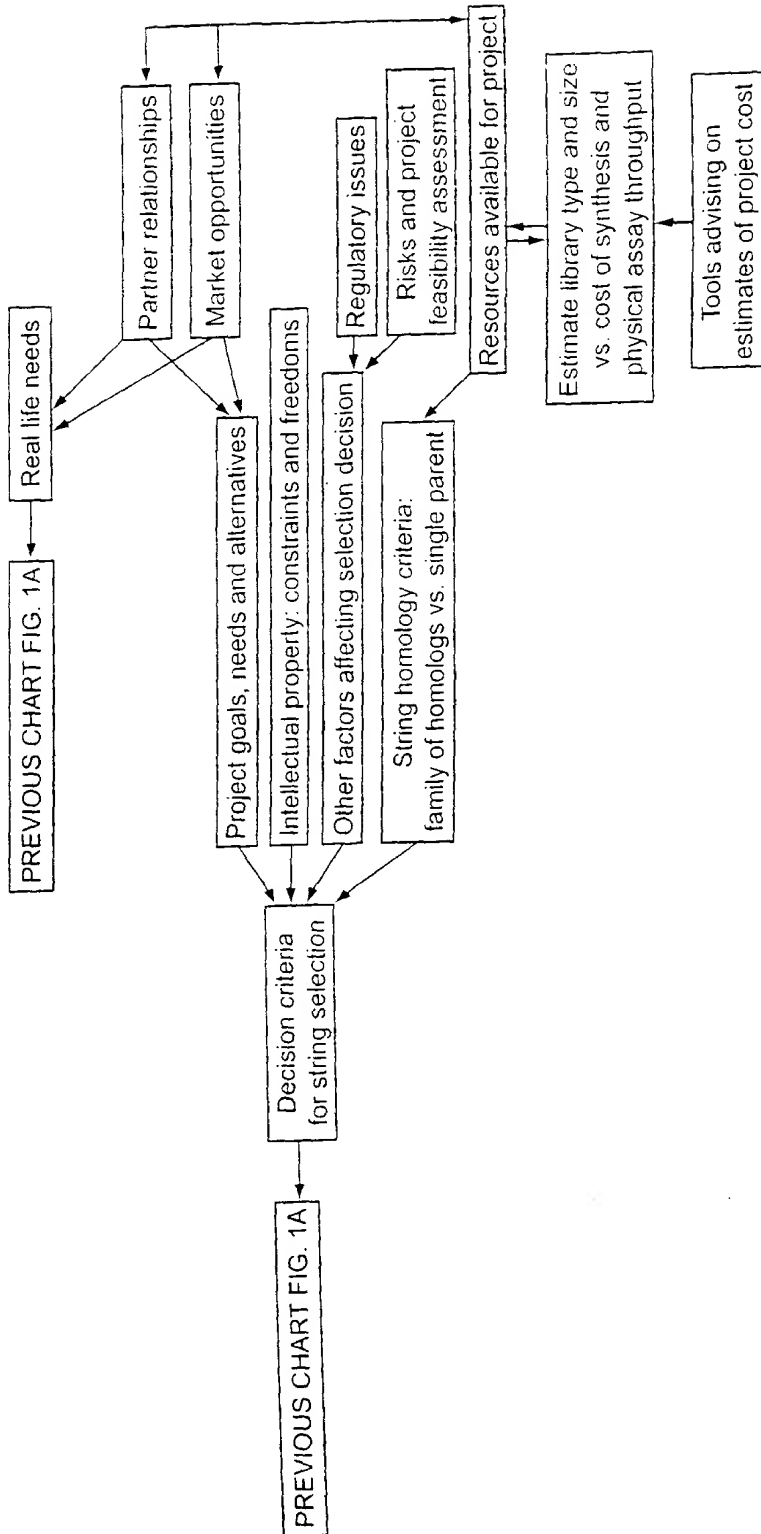 PREVIOUS CHART FIG. 1A
Real life needs
Partner relationships
Market opportunities
Project goals, needs and alternatives
Intellectual property: constraints and freedoms
Regulatory issues
Other factors affecting selection decision
Risks and project
feasibility assessment
String homology criteria:
family of homologs vs. single parent
Resources available for project
Decision criteria
for string selection
PREVIOUS CHART FIG. 1A
Estimate library type and size
vs. cost of synthesis and
physical assay throughput
Tools advising on
estimates of project cost